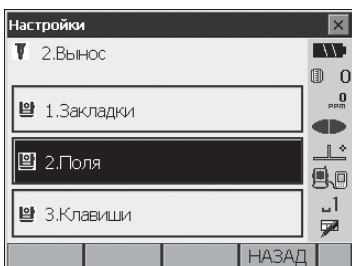 Настройки
2.Вынос
0
0
ppm
1.Закладки
2.Поля
3.Клавиши
1
НАЗАД